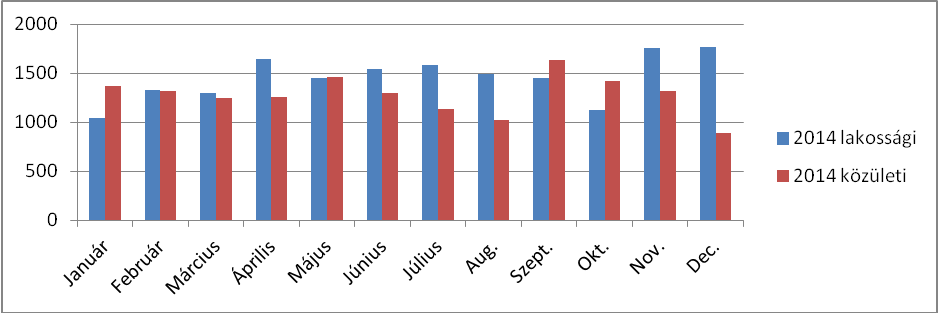 2000
1500
1000
500
0
Január
Február
Március
Április
Május
Június
Július
Aug.
Szept.
Okt.
Nov.
Dec.
2014 lakossági
2014 közületi